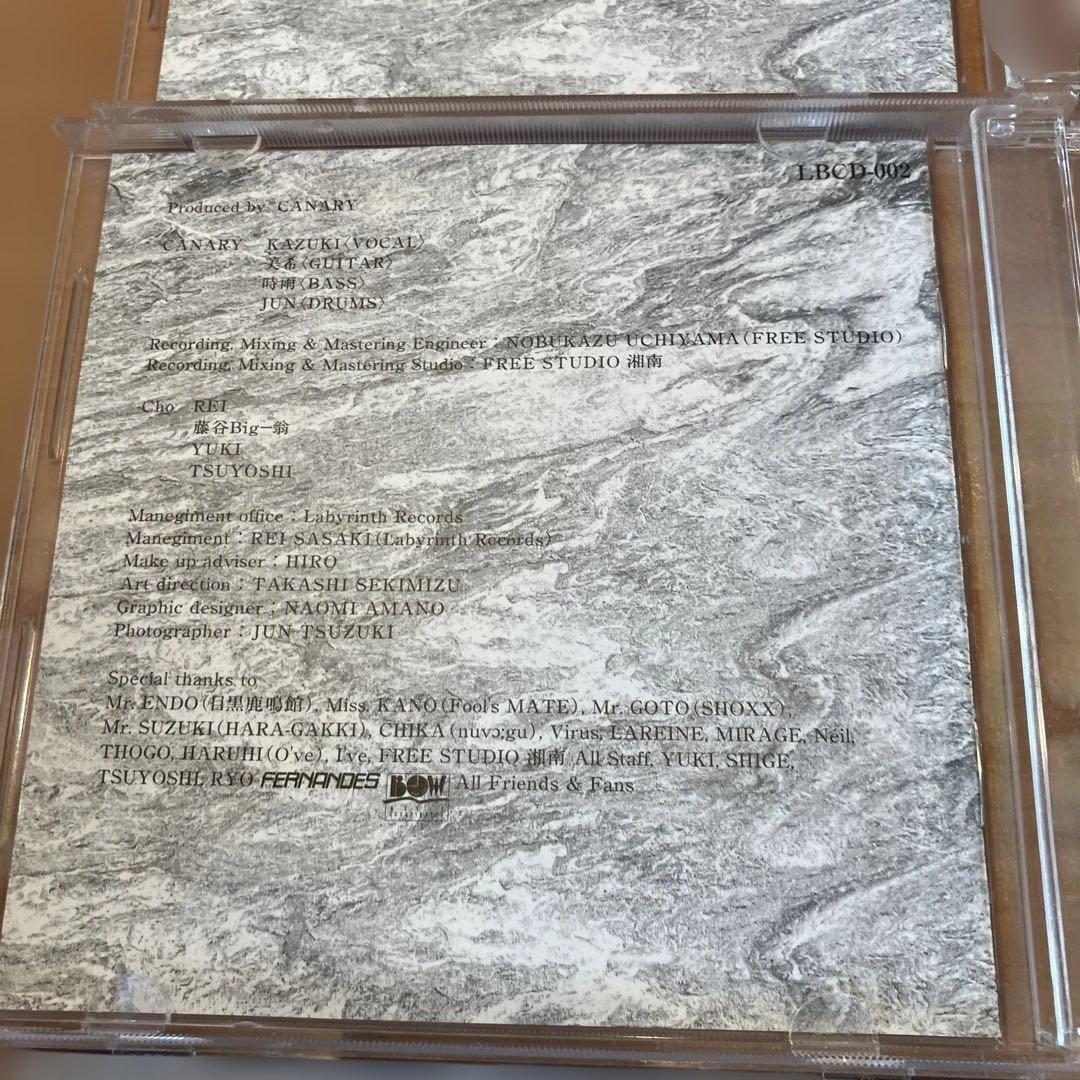 LBCD-002
Produced by "CANARY"
CANARY KAZUKI〈VOCAL〉
美希〈GUITAR〉
時雨〈BASS〉
JUN〈DRUMS〉
Recording, Mixing & Mastering Engineer : NOBUKAZU UCHIYAMA (FREE STUDIO)
Recording, Mixing & Mastering Studio : FREE STUDIO 湘南
Cho REI
藤谷Big−翁
YUKI
TSUYOSHI
Manegiment office : Labyrinth Records
Manegiment : REI SASAKI (Labyrinth Records)
Make up adviser : HIRO
Art direction : TAKASHI SEKIMIZU
Graphic designer : NAOMI AMANO
Photographer : JUN TSUZUKI
Special thanks to
Mr. ENDO (目黒鹿鳴館), Miss. KANO (Fool's MATE), Mr. GOTO (SHOXX),
Mr. SUZUKI (HARA-GAKKI), CHIKA (nuvɔ:gu), Virus, LAREINE, MIRAGE, Néil,
THOGO, HARUHI (O've), I've, FREE STUDIO 湘南 All Staff, YUKI, SHIGE,
TSUYOSHI, RYO FERNANDES BOW All Friends & Fans